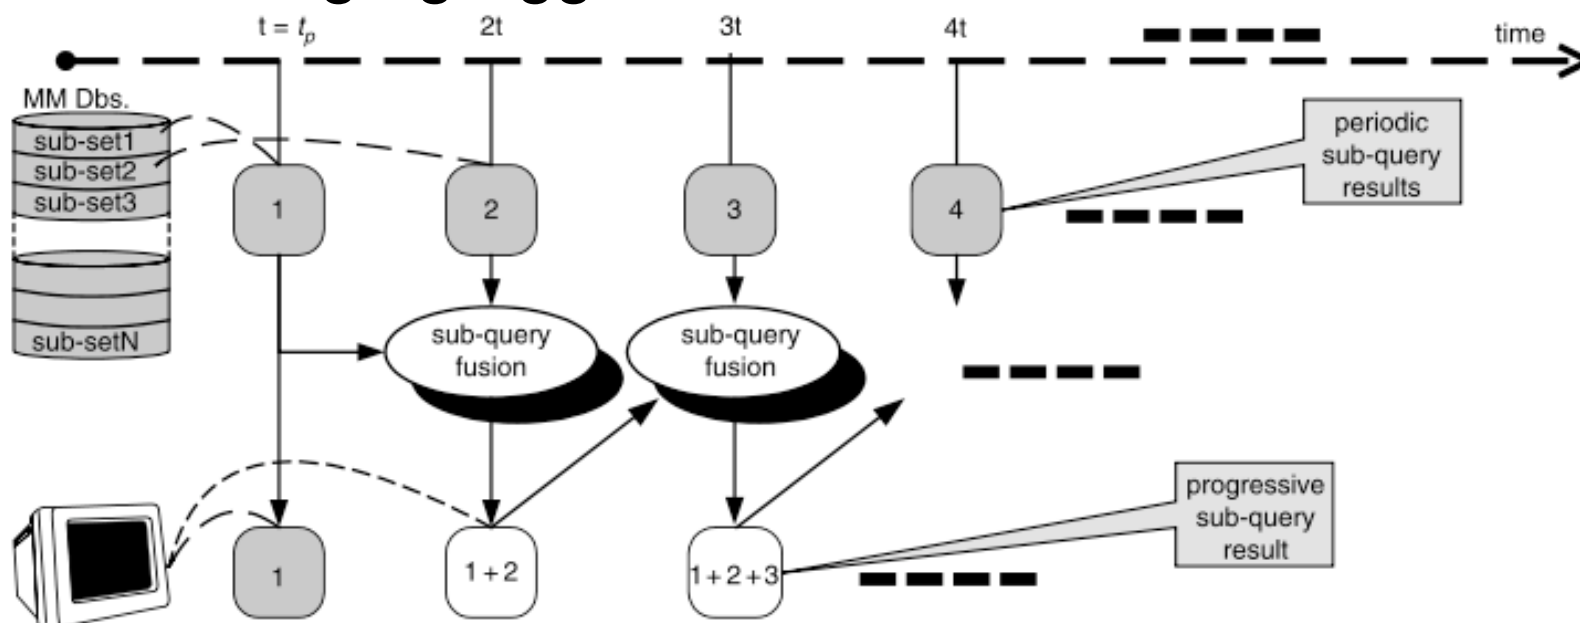 t = tp
2t
3t
4t
time
MM Dbs.
sub-set1
sub-set2
sub-set3
sub-setN
1
2
3
4
periodic
sub-query
results
sub-query
fusion
sub-query
fusion
1
1 + 2
1 + 2 + 3
progressive
sub-query
result